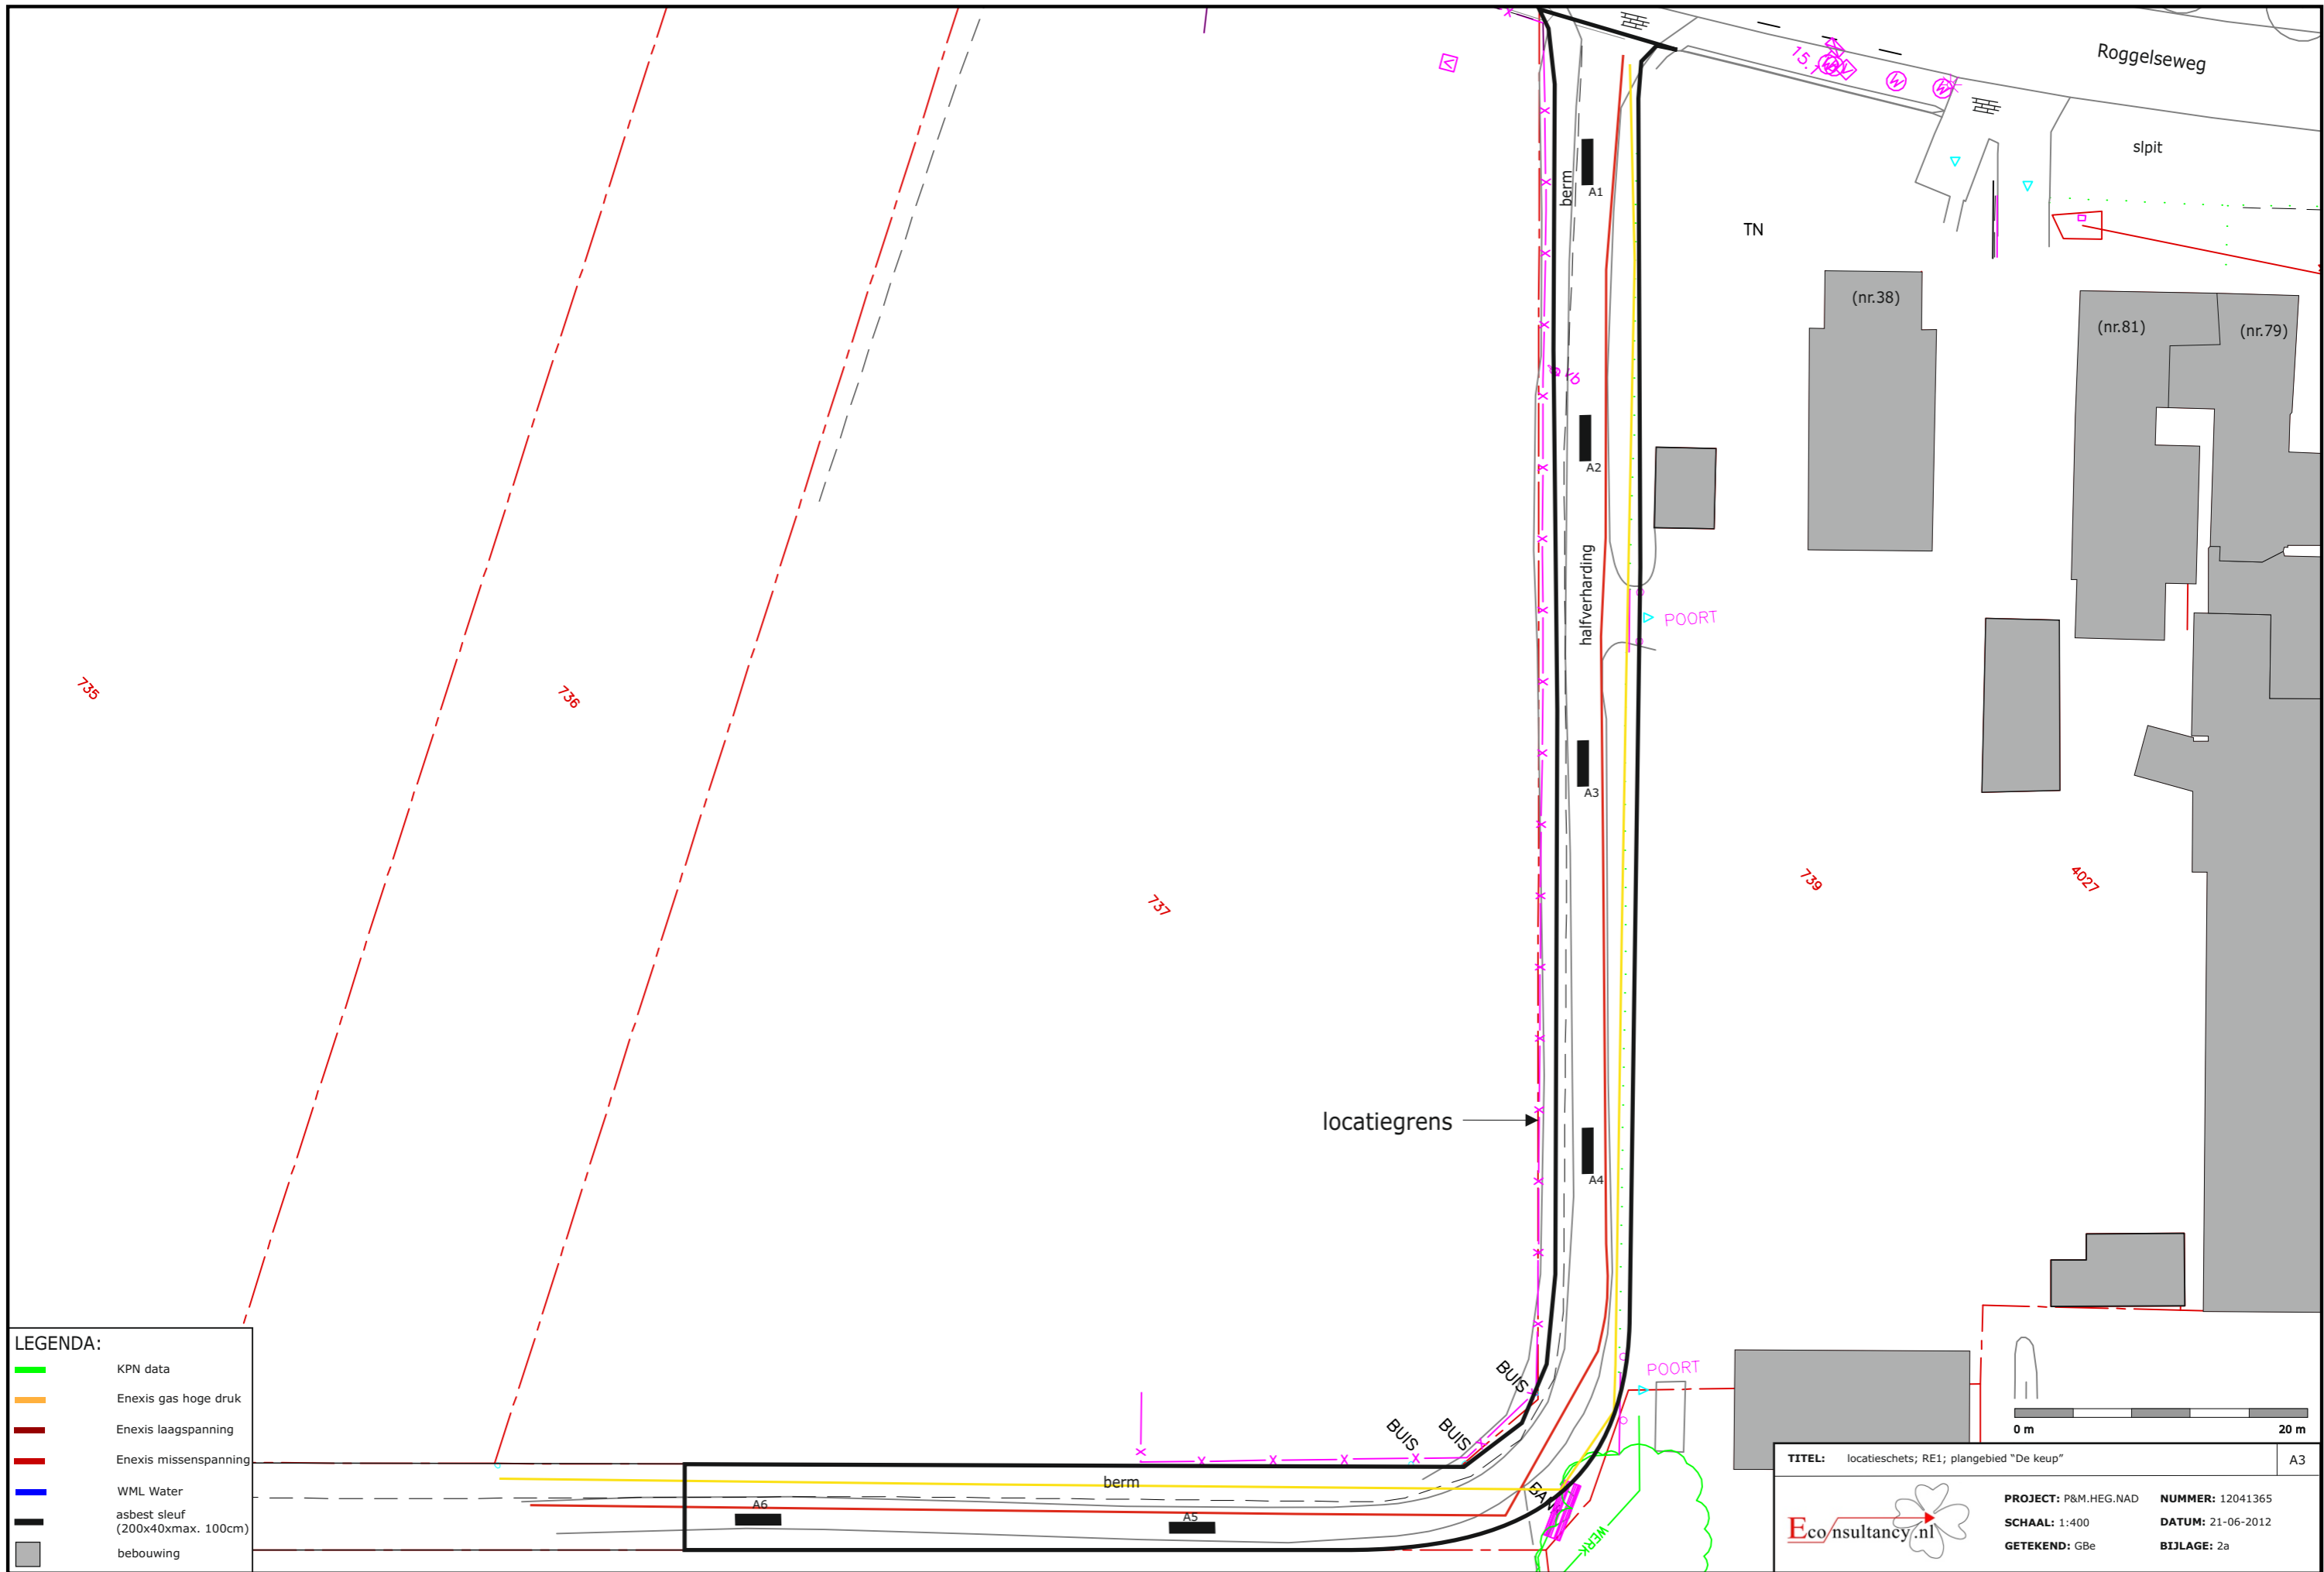 Roggelseweg
slpit
berm
A1
TN
(nr.38)
(nr.81)
(nr.79)
A2
halfverharding
POORT
735
736
A3
737
739
4027
locatiegrens
A4
POORT
BUIS
BUIS
BUIS
berm
A6
A5
WERK
LEGENDA:
KPN data
Enexis gas hoge druk
Enexis laagspanning
Enexis missenspanning
WML Water
asbest sleuf
(200x40xmax. 100cm)
bebouwing
0 m
20 m
TITEL: locatieschets; RE1; plangebied "De keup"
A3
Econsultancy.nl
PROJECT: P&M.HEG.NAD
NUMMER: 12041365
SCHAAL: 1:400
DATUM: 21-06-2012
GETEKEND: GBe
BIJLAGE: 2a